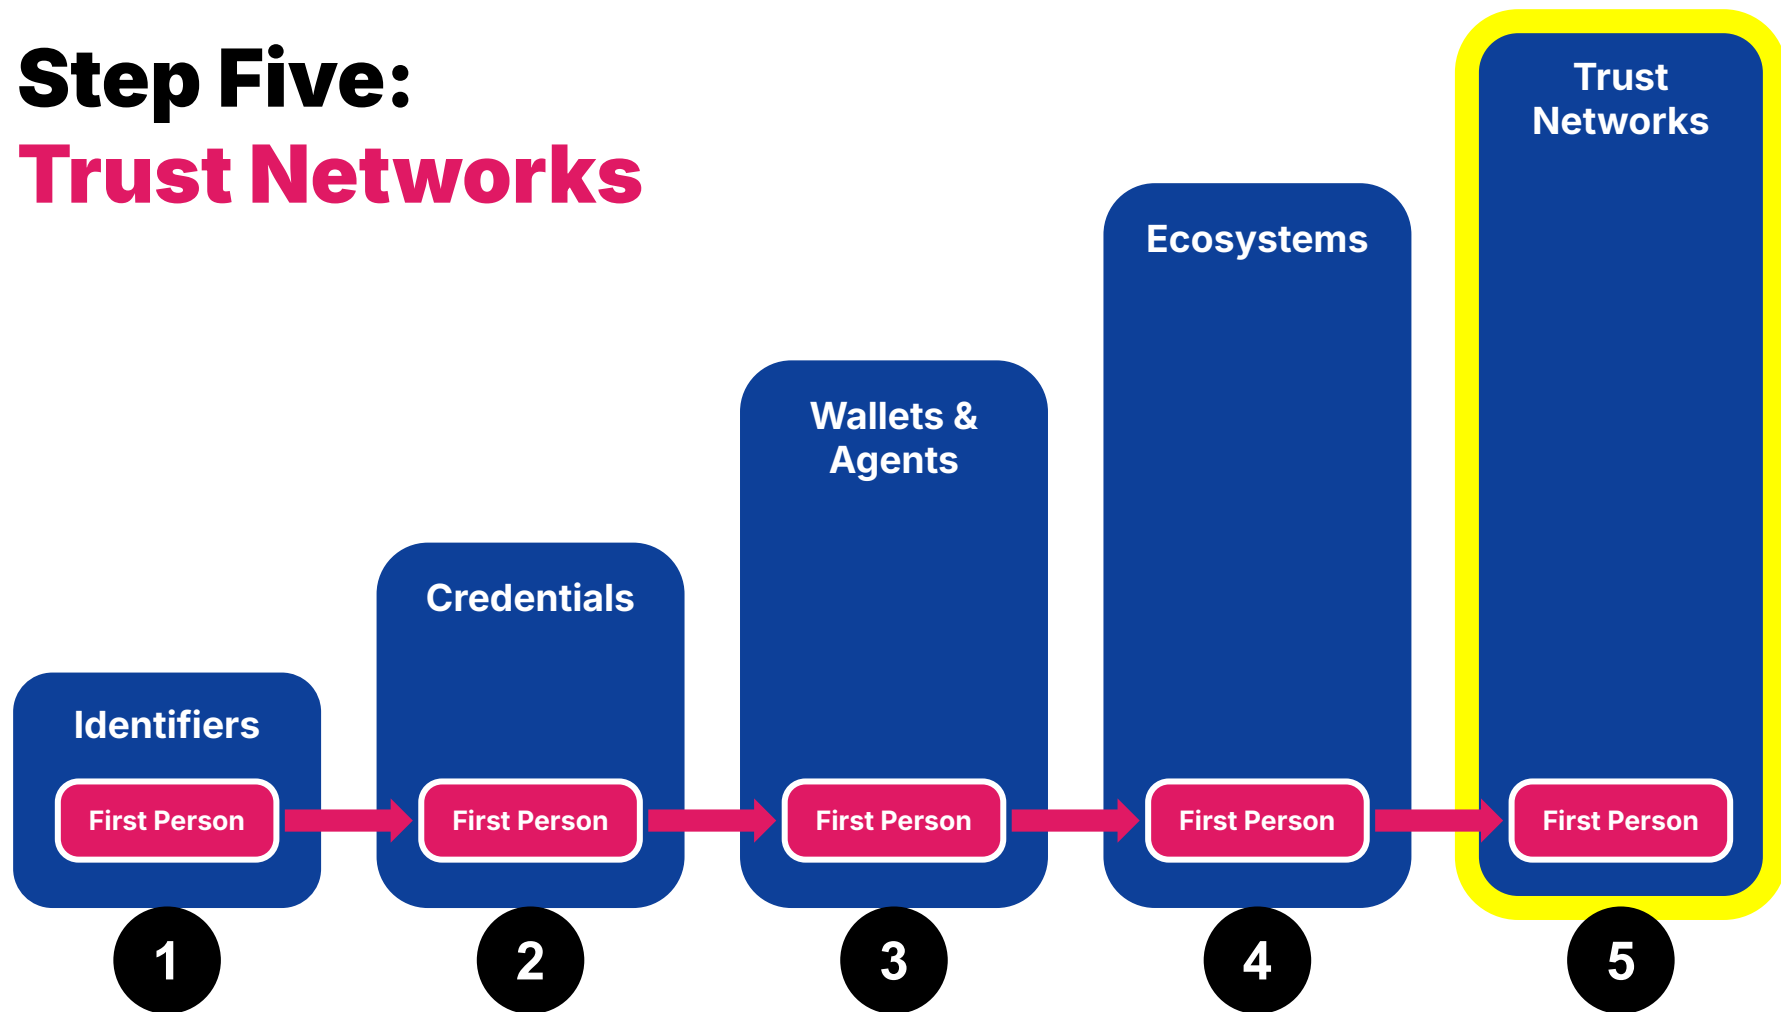 Step Five:
Trust Networks
Identifiers
First Person
1
Credentials
First Person
2
Wallets &
Agents
First Person
3
Ecosystems
First Person
4
Trust
Networks
First Person
5